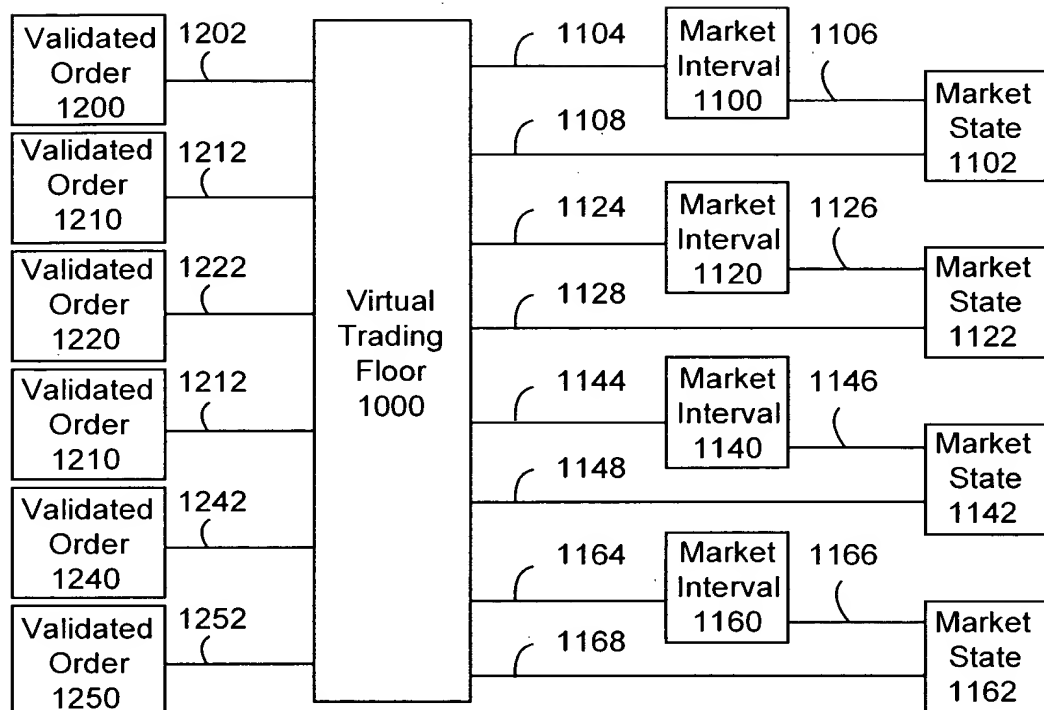 Validated
Order
1200
1202
Validated
Order
1210
1212
Validated
Order
1220
1222
Validated
Order
1210
1212
Validated
Order
1240
1242
Validated
Order
1250
1252
Virtual
Trading
Floor
1000
1104
Market
Interval
1100
1106
Market
State
1102
1108
1124
Market
Interval
1120
1126
Market
State
1122
1128
1144
Market
Interval
1140
1146
Market
State
1142
1148
1164
Market
Interval
1160
1166
Market
State
1162
1168